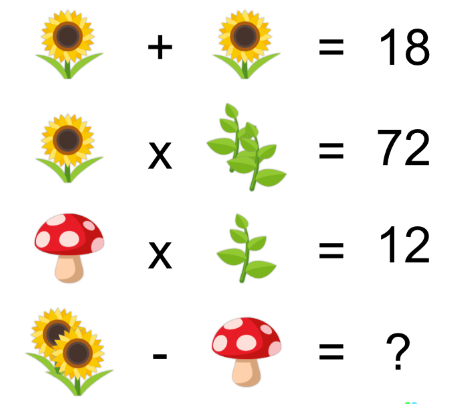 + = 18
x = 72
x = 12
- = ?